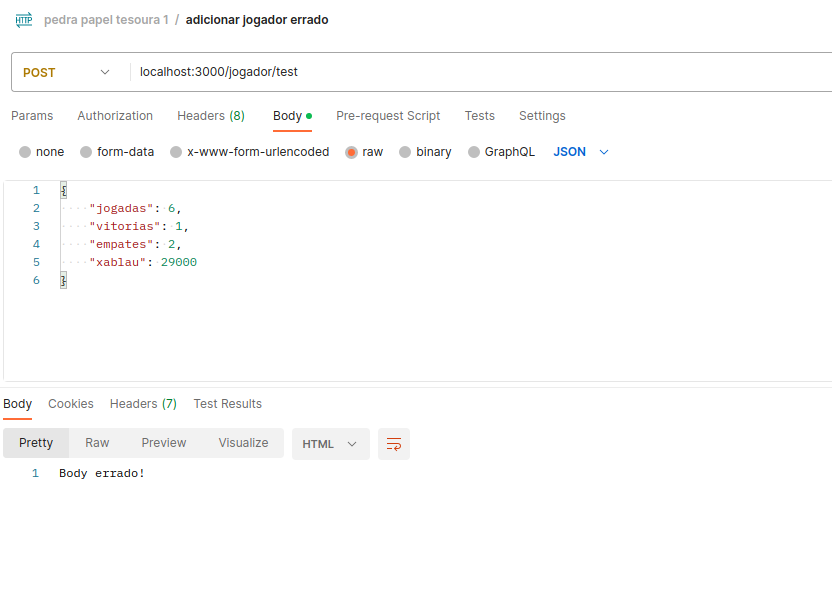 HTTP pedra papel tesoura 1 / adicionar jogador errado
POST localhost:3000/jogador/test
Params Authorization Headers (8) Body Pre-request Script Tests Settings
none form-data x-www-form-urlencoded raw binary GraphQL JSON
1 {
2 "jogadas": 6,
3 "vitorias": 1,
4 "empates": 2,
5 "xablau": 29000
6 }
Body Cookies Headers (7) Test Results
Pretty Raw Preview Visualize HTML
1 Body errado!